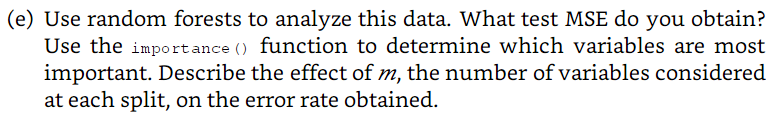 (e) Use random forests to analyze this data. What test MSE do you obtain?
Use the importance() function to determine which variables are most
important. Describe the effect of m, the number of variables considered
at each split, on the error rate obtained.